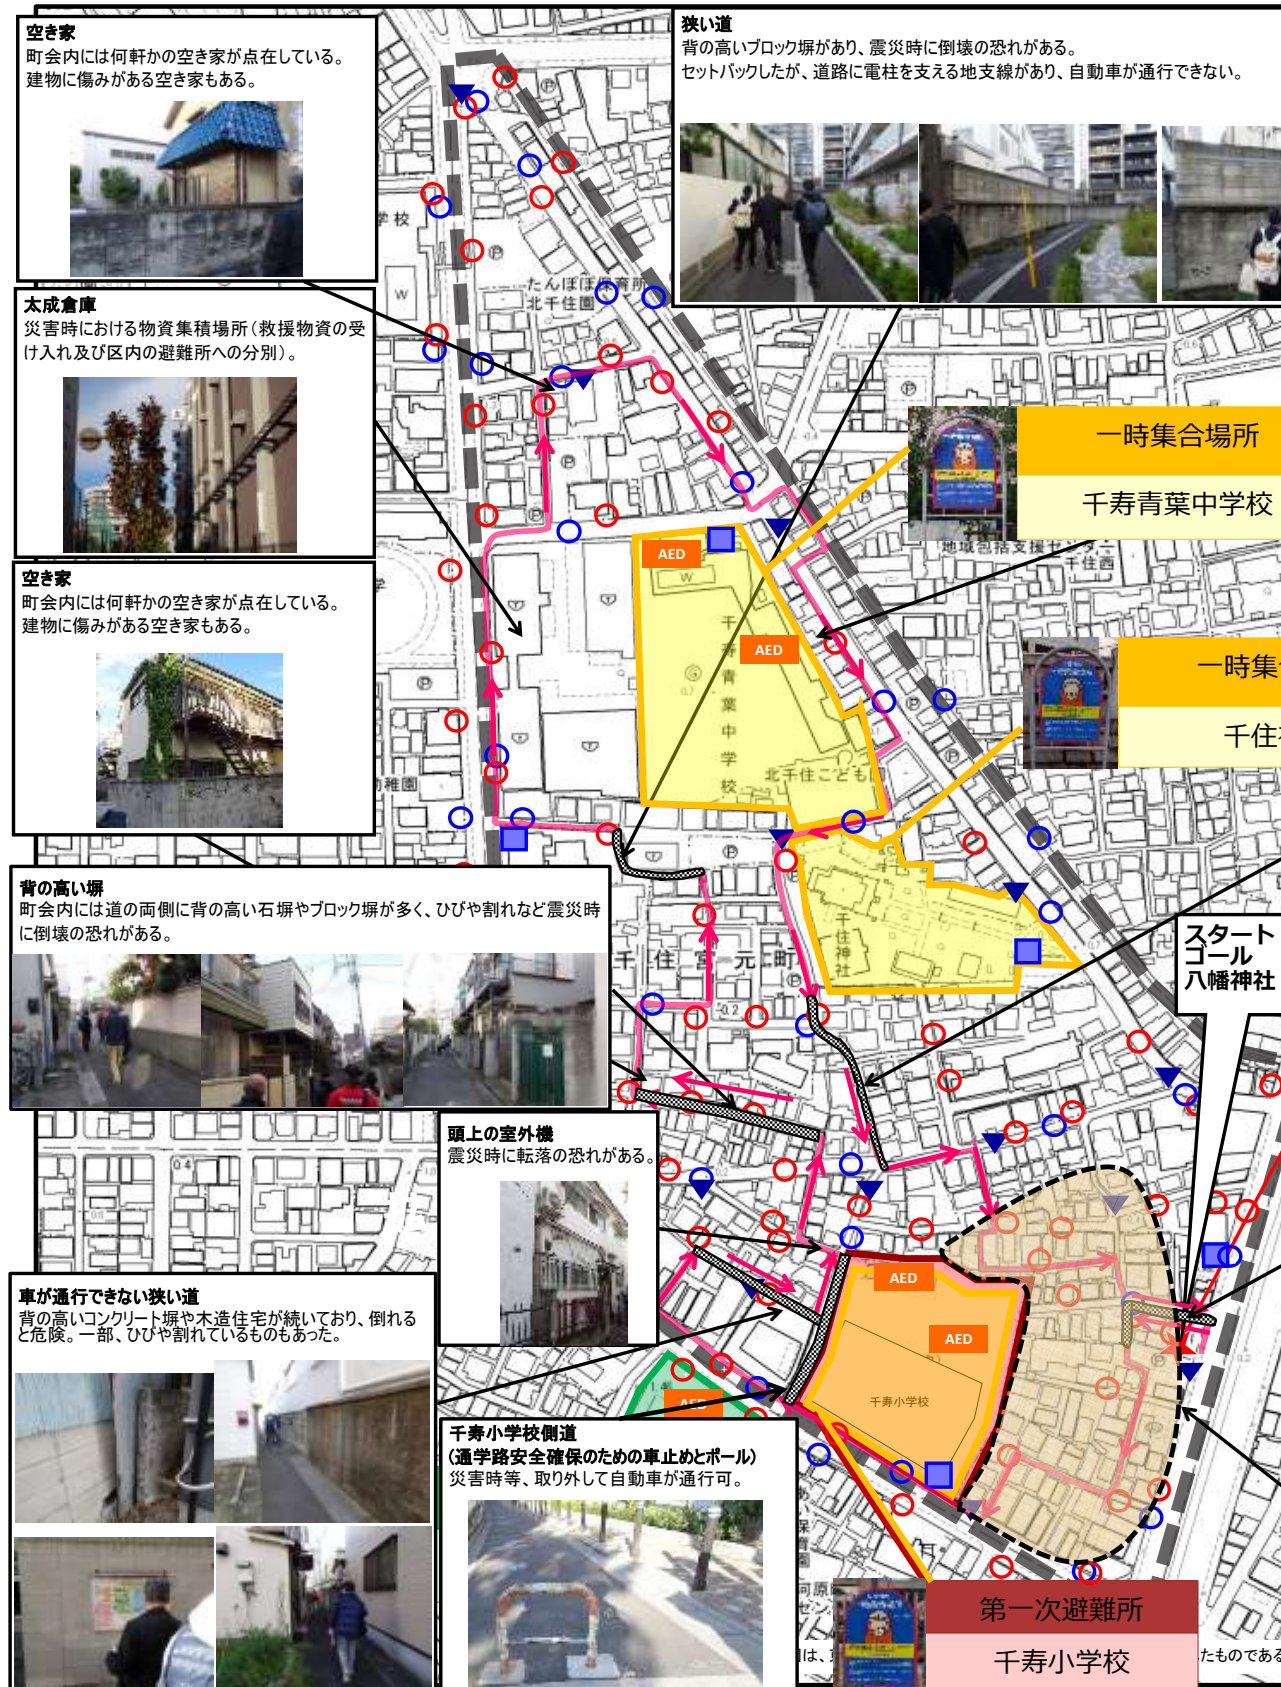 空き家
町会内には何軒かの空き家が点在している。
建物に傷みがある空き家もある。
狭い道
背の高いブロック塀があり、震災時に倒壊の恐れがある。
セットバックしたが、道路に電柱を支える地支線があり、自動車が通行できない。
学校
W
たんぽぽ保育所
北千住園
太成倉庫
災害時における物資集積場所（救援物資の受
け入れ及び区内の避難所への分別）。
一時集合場所
千寿青葉中学校
地域包括支援センター
千住西
AED
W
AED
千寿青葉中学校
北千住こども園
空き家
町会内には何軒かの空き家が点在している。
建物に傷みがある空き家もある。
幼稚園
一時集
千住
背の高い塀
町会内には道の両側に背の高い石塀やブロック塀が多く、ひびや割れなど震災時
に倒壊の恐れがある。
千住宮元町
千住神社
スタート
ゴール
八幡神社
0.4
頭上の室外機
震災時に転落の恐れがある。
AED
AED
千寿小学校
車が通行できない狭い道
背の高いコンクリート塀や木造住宅が続いており、倒れる
と危険。一部、ひびや割れているものもあった。
AED
千寿小学校側道
(通学路安全確保のための車止めとポール)
災害時等、取り外して自動車が通行可。
保育園
第一次避難所
千寿小学校
たものである